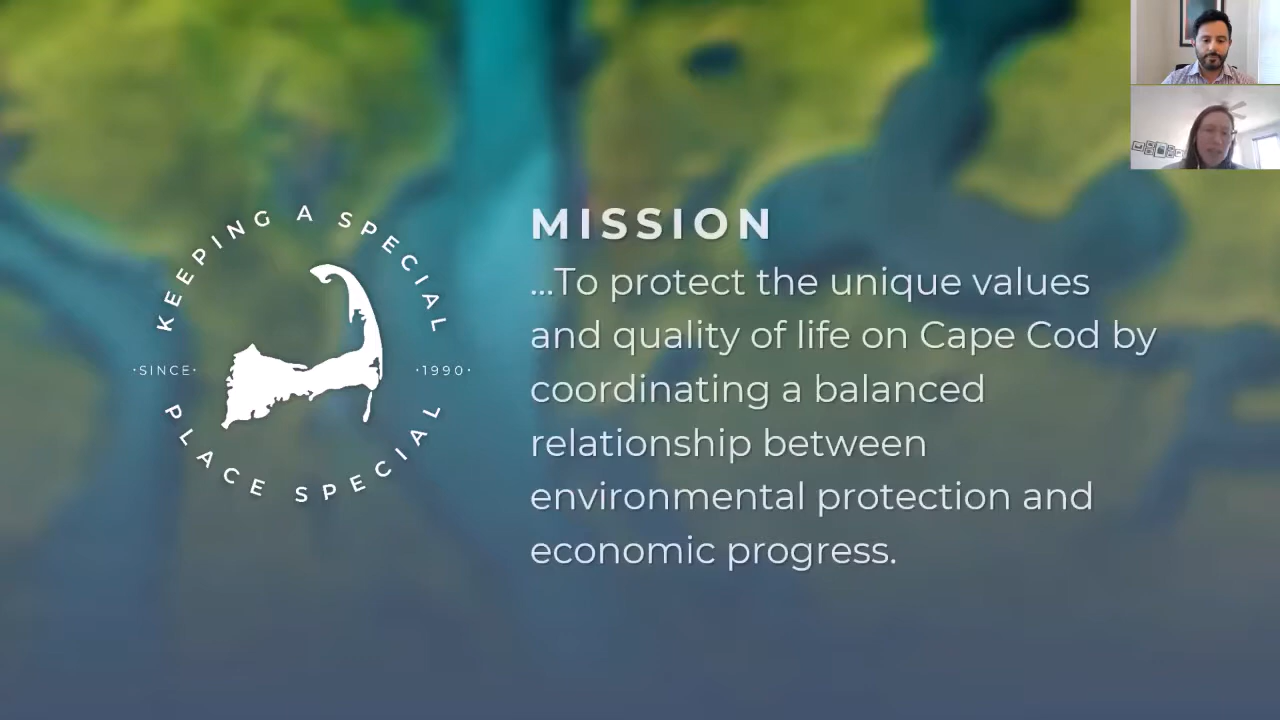 KEEPING A SPECIAL
·SINCE·
·1990·
PLACE SPECIAL
MISSION
...To protect the unique values
and quality of life on Cape Cod by
coordinating a balanced
relationship between
environmental protection and
economic progress.